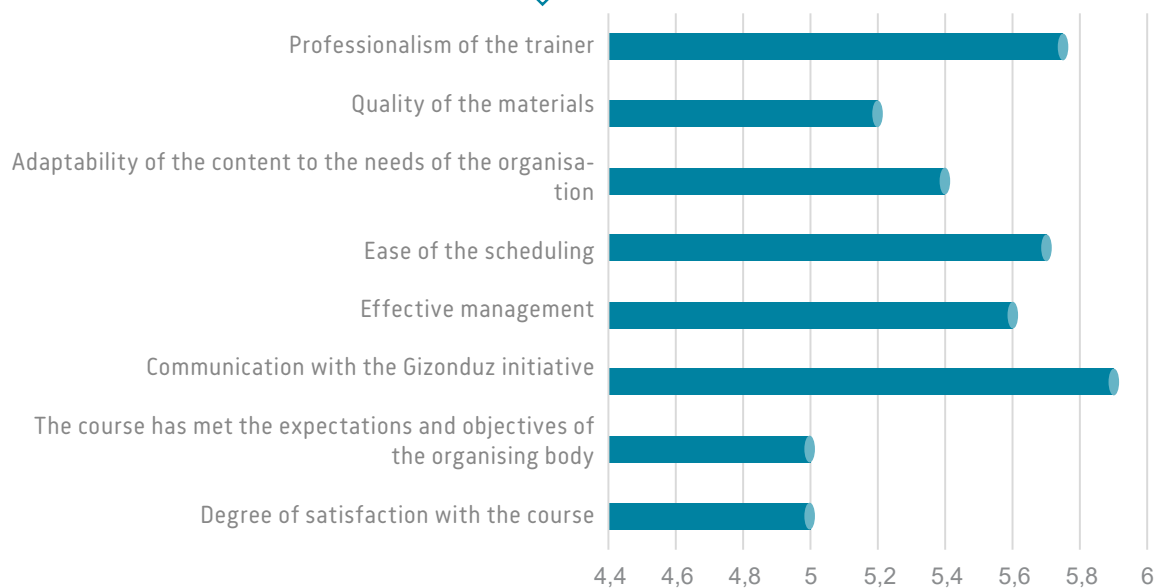 Professionalism of the trainer
Quality of the materials
Adaptability of the content to the needs of the organisa-
tion
Ease of the scheduling
Effective management
Communication with the Gizonduz initiative
The course has met the expectations and objectives of
the organising body
Degree of satisfaction with the course
4,4 4,6 4,8 5 5,2 5,4 5,6 5,8 6